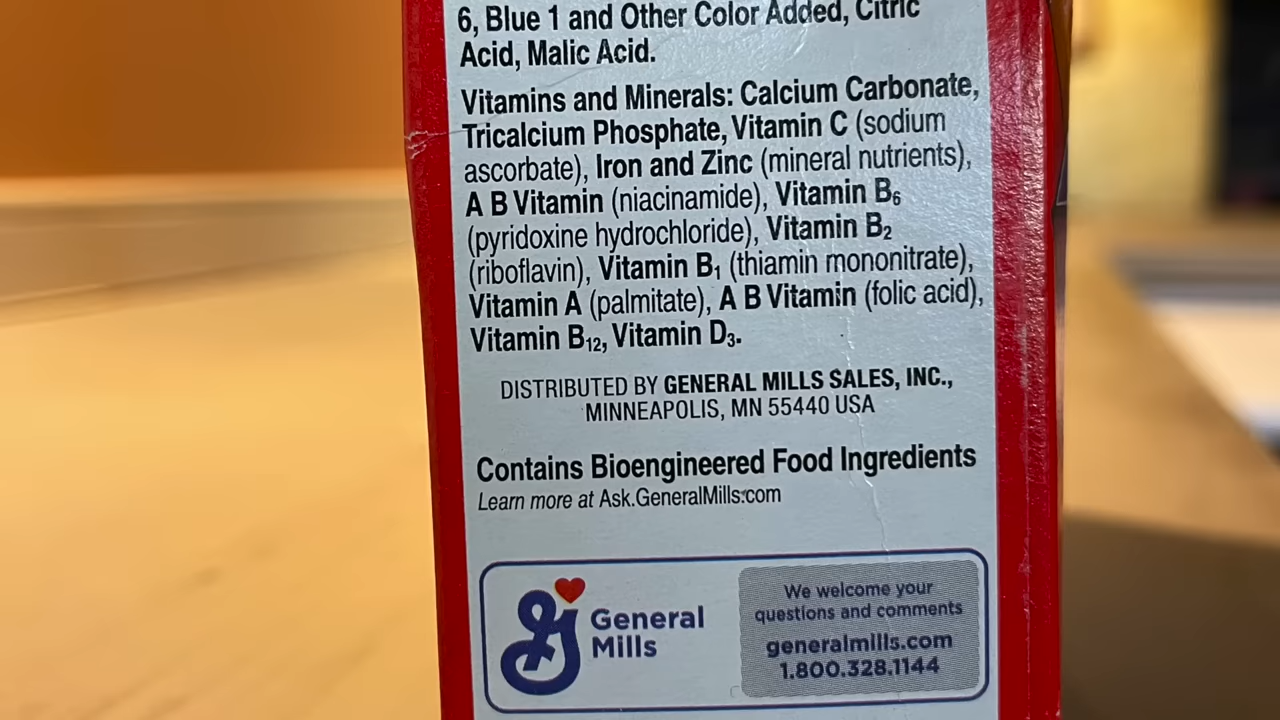 6, Blue 1 and Other Color Added, Citric
Acid, Malic Acid.
Vitamins and Minerals: Calcium Carbonate,
Tricalcium Phosphate, Vitamin C (sodium
ascorbate), Iron and Zinc (mineral nutrients),
A B Vitamin (niacinamide), Vitamin B₆
(pyridoxine hydrochloride), Vitamin B₂
(riboflavin), Vitamin B₁ (thiamin mononitrate),
Vitamin A (palmitate), A B Vitamin (folic acid),
Vitamin B₁₂, Vitamin D₃.
DISTRIBUTED BY GENERAL MILLS SALES, INC.,
MINNEAPOLIS, MN 55440 USA
Contains Bioengineered Food Ingredients
Learn more at Ask.GeneralMills.com
General
Mills
We welcome your
questions and comments
generalmills.com
1.800.328.1144